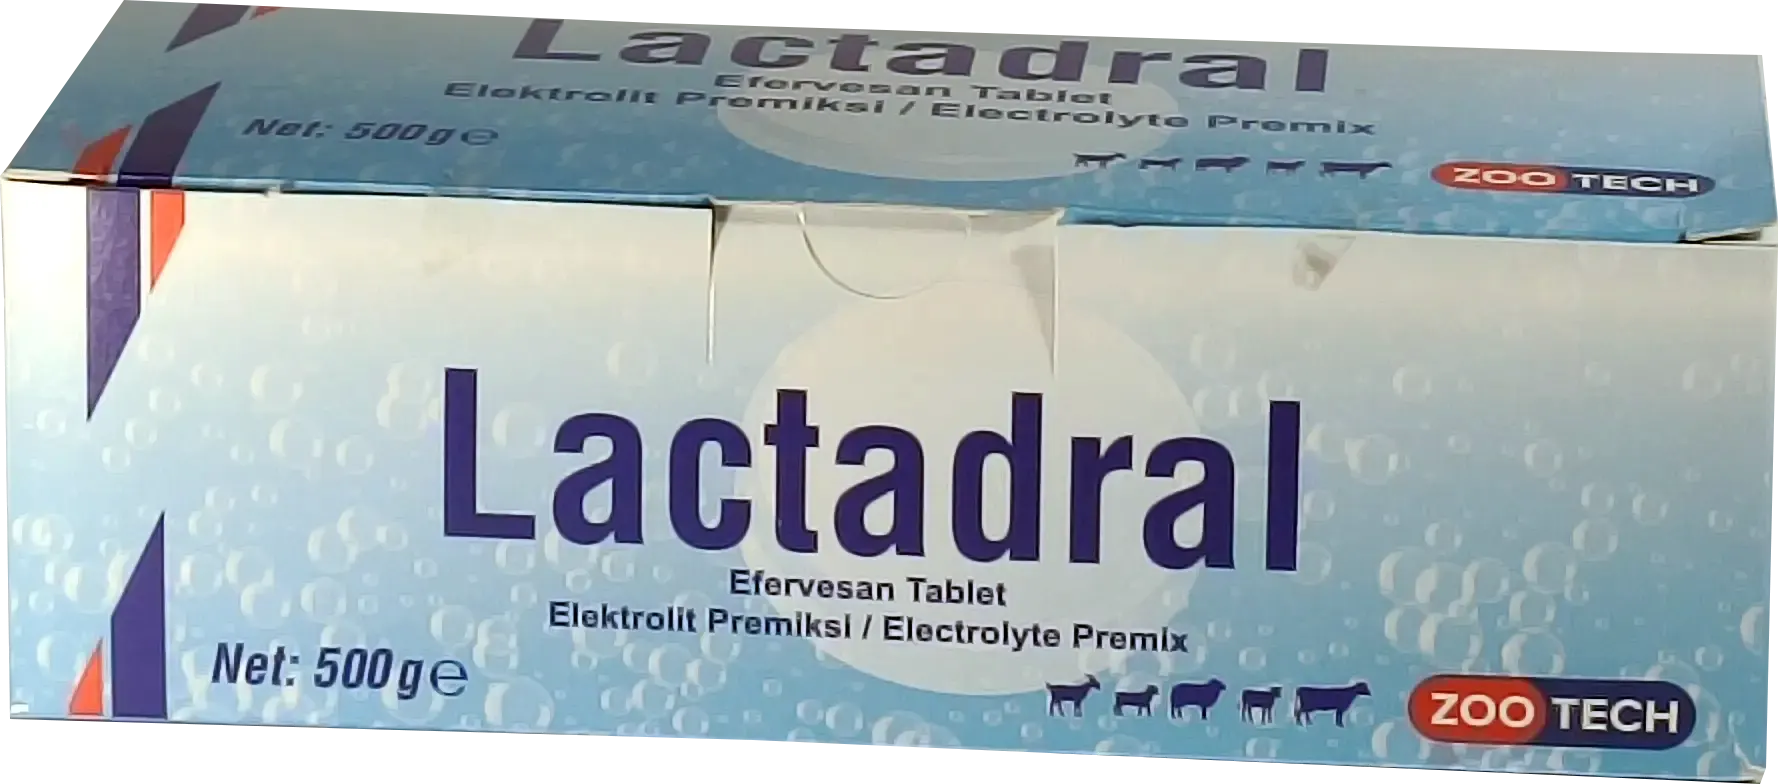 Lactadral
Efervesan Tablet
Elektrolit Premiksi / Electrolyte Premix
Net: 500g e
ZOO TECH
Lactadral
Efervesan Tablet
Elektrolit Premiksi / Electrolyte Premix
Net: 500g e
ZOO TECH